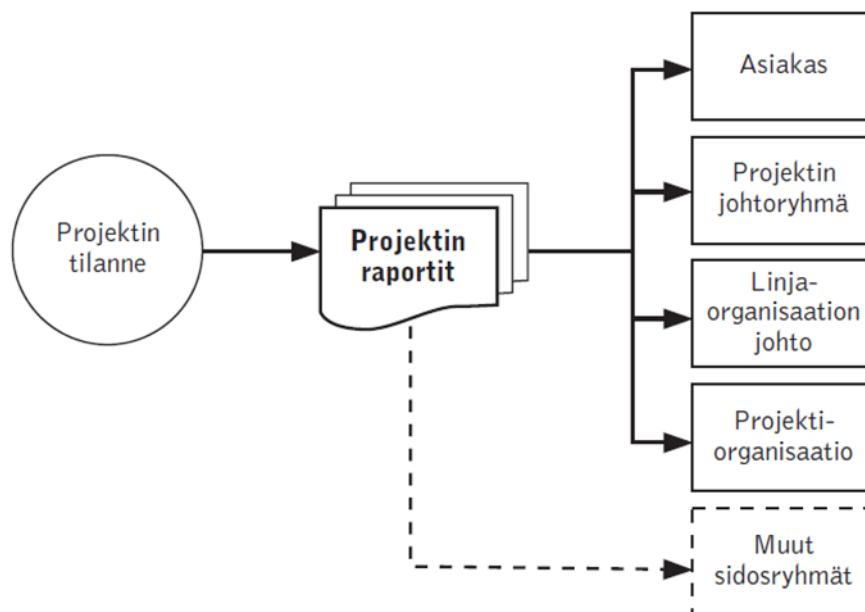 Projektin
tilanne
Projektin
raportit
Asiakas
Projektin
johtoryhmä
Linja-
organisaation
johto
Projekti-
organisaatio
Muut
sidosryhmät